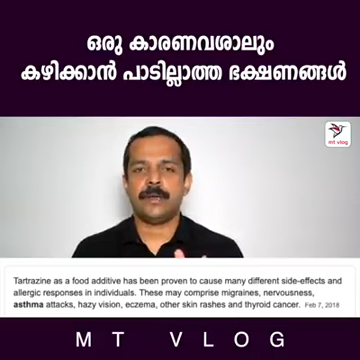 ഒരു കാരണവശാലും
കഴിക്കാൻ പാടില്ലാത്ത ഭക്ഷണങ്ങൾ
mt vlog
Tartrazine as a food additive has been proven to cause many different side-effects and
allergic responses in individuals. These may comprise migraines, nervousness,
asthma attacks, hazy vision, eczema, other skin rashes and thyroid cancer. Feb 7, 2018
MT VLOG